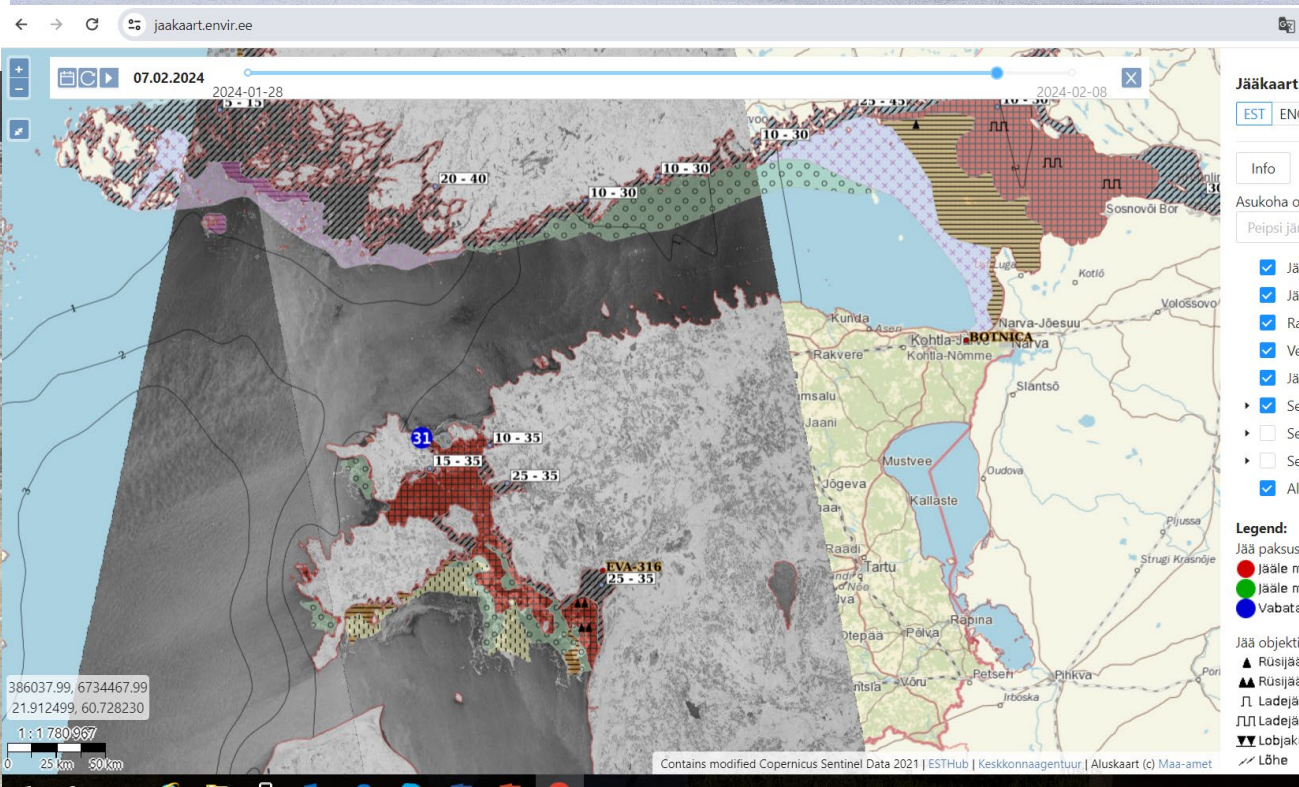 jaakaart.envir.ee
07.02.2024
2024-01-28
2024-02-08
Jääkaart
EST
Info
Asukoha o
Peipsi jär
5 - 15
25 - 45
10 - 30
10 - 30
20 - 40
10 - 30
10 - 30
Sosnovõi Bor
Kotlõ
Volossovo
Kunda
Aseri
Narva-Jõesuu
BOTNICA
Narva
Rakvere
Kohtla-Nõmme
Slantsõ
Jaani
31
10 - 35
15 - 35
25 - 35
Mustvee
Oudova
Jõgeva
Kallaste
Pljussa
Strugi Krasnõje
Raadi
Tartu
EVA-316
25 - 35
Räpina
Otepää
Põlva
Võru
Petseri
Pihkva
Irboska
1
2
3
Legend:
Jää paksus
Jääle m
Jääle m
Vabata
Jää objekti
Rüsijää
Rüsijää
Ladejä
Ladejä
Lobjak
Lõhe
386037.99, 6734467.99
21.912499, 60.728230
1 : 1 780 967
0 25 km 50 km
Contains modified Copernicus Sentinel Data 2021 | ESTHub | Keskkonnaagentuur | Aluskaart (c) Maa-amet